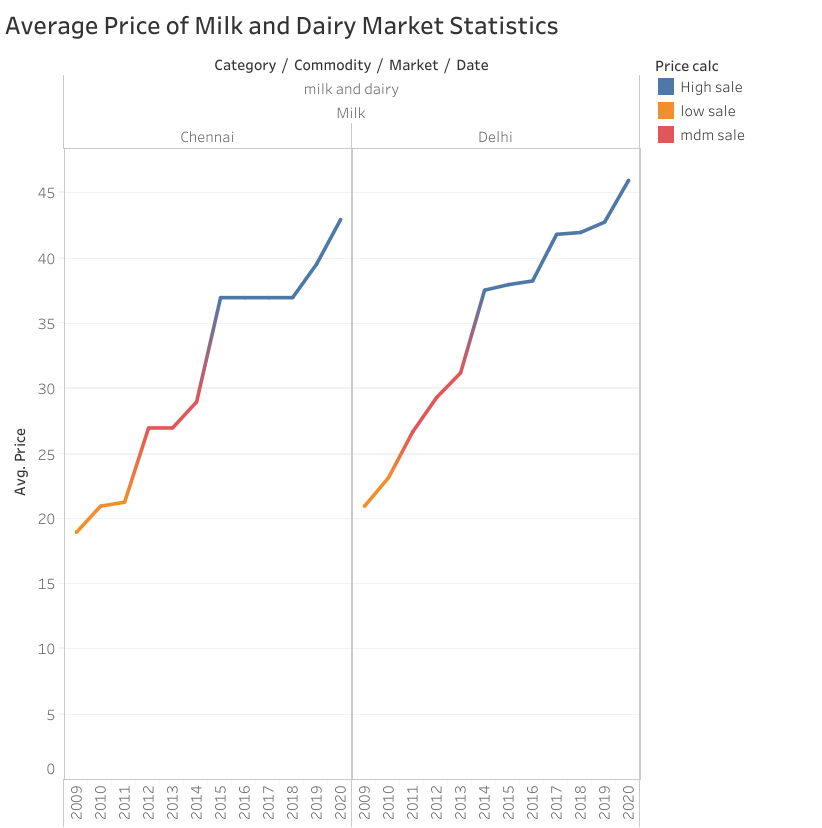 Average Price of Milk and Dairy Market Statistics
Category / Commodity / Market / Date
milk and dairy
Milk
Chennai Delhi
Price calc
High sale
low sale
mdm sale
Avg. Price
45
40
35
30
25
20
15
10
5
0
2009 2010 2011 2012 2013 2014 2015 2016 2017 2018 2019 2020 2009 2010 2011 2012 2013 2014 2015 2016 2017 2018 2019 2020